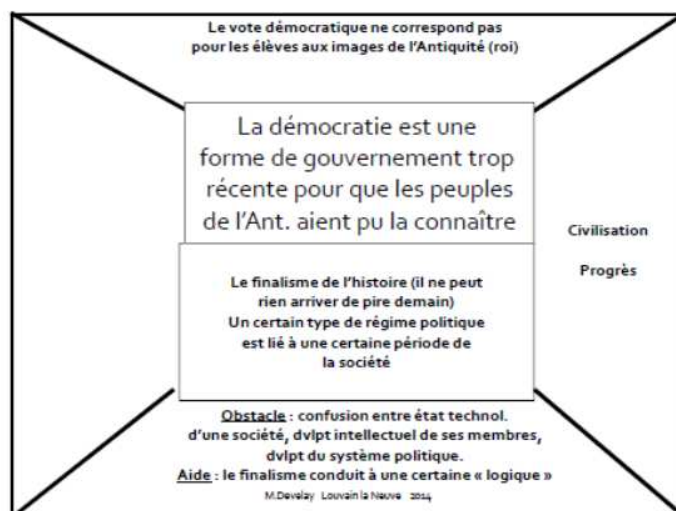 Le vote démocratique ne correspond pas
pour les élèves aux images de l'Antiquité (roi)
La démocratie est une
forme de gouvernement trop
récente pour que les peuples
de l'Ant. aient pu la connaître
Civilisation
Progrès
Le finalisme de l'histoire (il ne peut
rien arriver de pire demain)
Un certain type de régime politique
est lié à une certaine période de
la société
Obstacle : confusion entre état technol.
d'une société, dvlpt intellectuel de ses membres,
dvlpt du système politique.
Aide : le finalisme conduit à une certaine « logique »
M.Develay Louvain la Neuve 2014